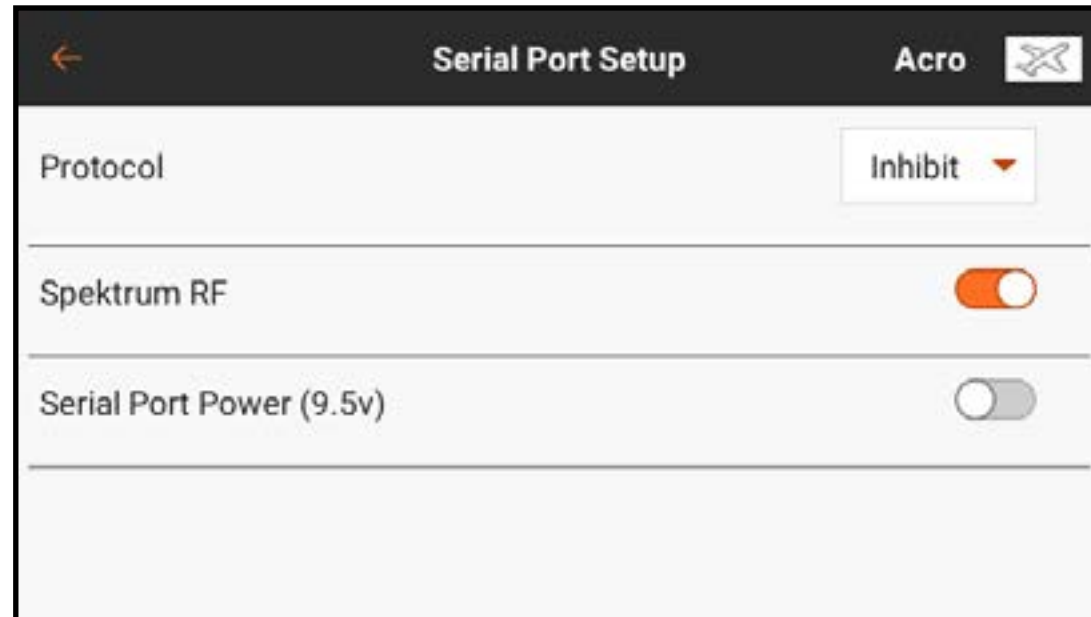 Serial Port Setup Acro
Protocol Inhibit
Spektrum RF
Serial Port Power (9.5v)